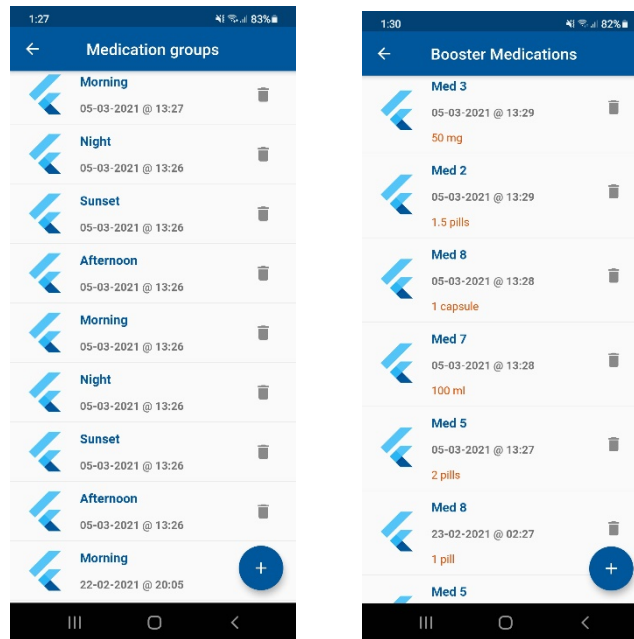 1:27
83%
Medication groups
Morning
05-03-2021 @ 13:27
Night
05-03-2021 @ 13:26
Sunset
05-03-2021 @ 13:26
Afternoon
05-03-2021 @ 13:26
Morning
05-03-2021 @ 13:26
Night
05-03-2021 @ 13:26
Sunset
05-03-2021 @ 13:26
Afternoon
05-03-2021 @ 13:26
Morning
22-02-2021 @ 20:05
1:30
82%
Booster Medications
Med 3
05-03-2021 @ 13:29
50 mg
Med 2
05-03-2021 @ 13:29
1.5 pills
Med 8
05-03-2021 @ 13:28
1 capsule
Med 7
05-03-2021 @ 13:28
100 ml
Med 5
05-03-2021 @ 13:27
2 pills
Med 8
23-02-2021 @ 02:27
1 pill
Med 5